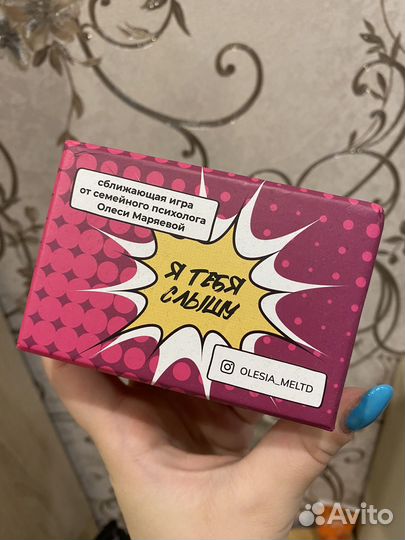 сближающая игра
от семейного психолога
Олеси Маряевой
Я ТЕБЯ
СЛЫШУ
OLESIA_MELTD
Avito